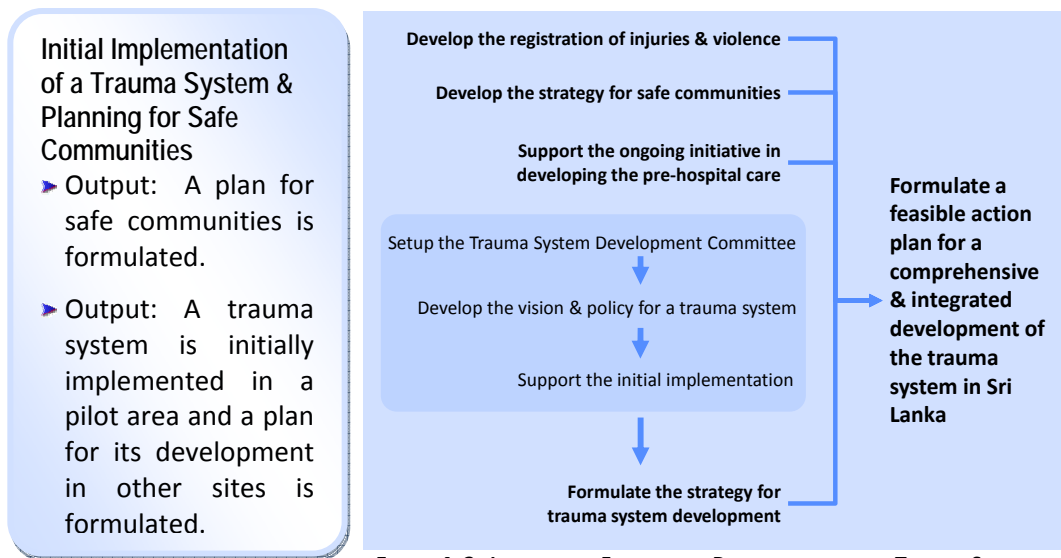 Initial Implementation
of a Trauma System &
Planning for Safe
Communities
Output: A plan for
safe communities is
formulated.
Output: A trauma
system is initially
implemented in a
pilot area and a plan
for its development
in other sites is
formulated.
Develop the registration of injuries & violence
Develop the strategy for safe communities
Support the ongoing initiative in
developing the pre-hospital care
Setup the Trauma System Development Committee
Develop the vision & policy for a trauma system
Support the initial implementation
Formulate the strategy for
trauma system development
Formulate a
feasible action
plan for a
comprehensive
& integrated
development of
the trauma
system in Sri
Lanka